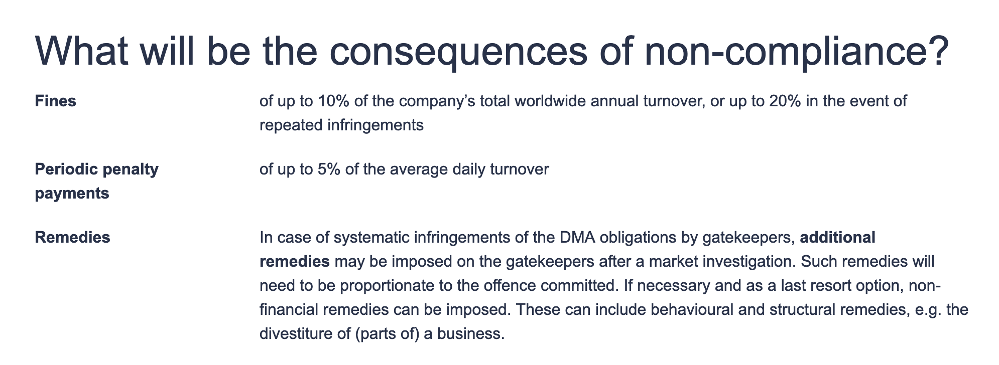 What will be the consequences of non-compliance?
Fines
of up to 10% of the company’s total worldwide annual turnover, or up to 20% in the event of
repeated infringements
Periodic penalty
payments
of up to 5% of the average daily turnover
Remedies
In case of systematic infringements of the DMA obligations by gatekeepers, additional
remedies may be imposed on the gatekeepers after a market investigation. Such remedies will
need to be proportionate to the offence committed. If necessary and as a last resort option, non-
financial remedies can be imposed. These can include behavioural and structural remedies, e.g. the
divestiture of (parts of) a business.